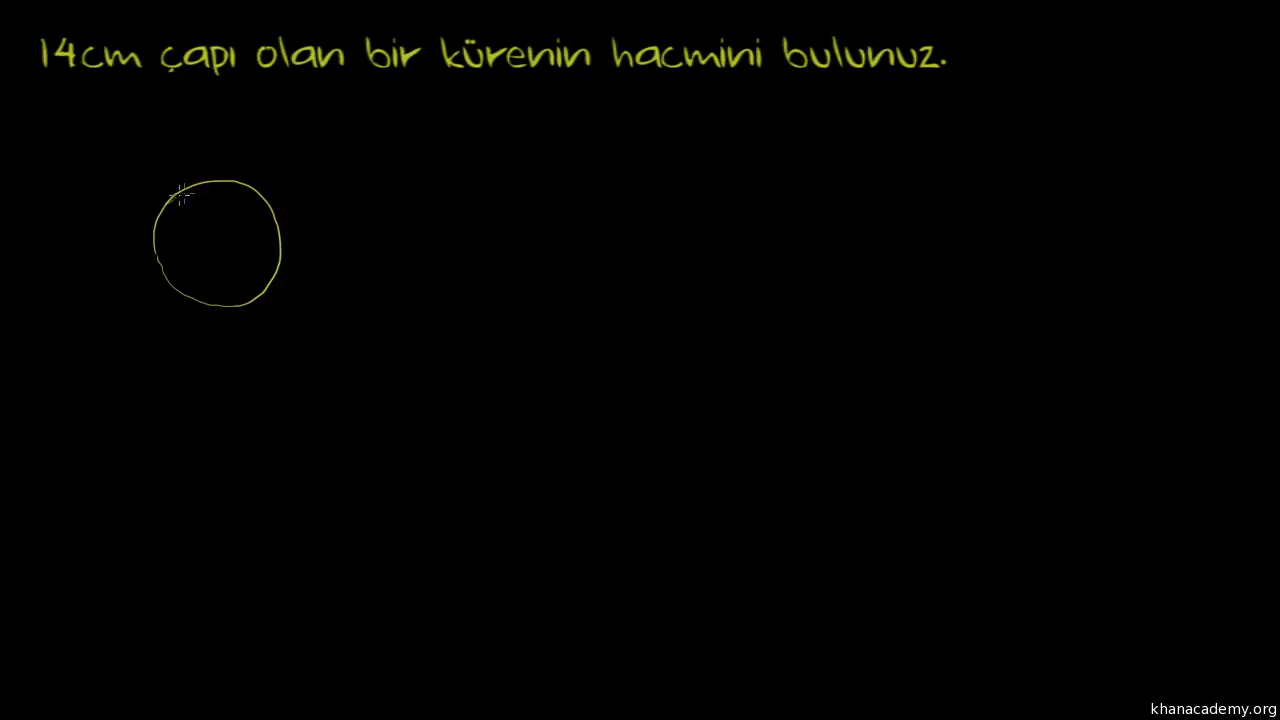 14cm çapı olan bir kürenin hacmini bulunuz.
khanacademy.org